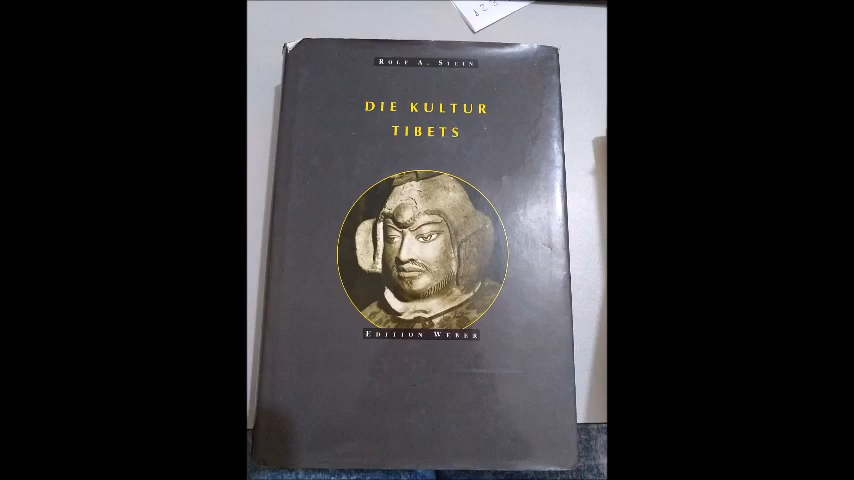 ROLF A. STEIN
DIE KULTUR
TIBETS
EDITION WEBER